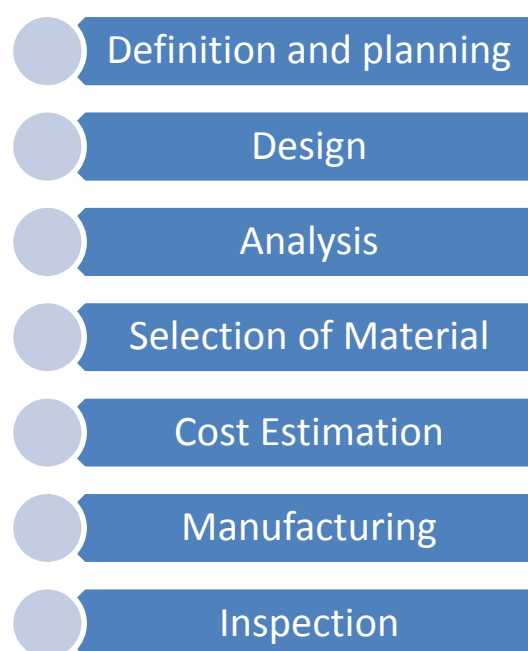 Definition and planning
Design
Analysis
Selection of Material
Cost Estimation
Manufacturing
Inspection